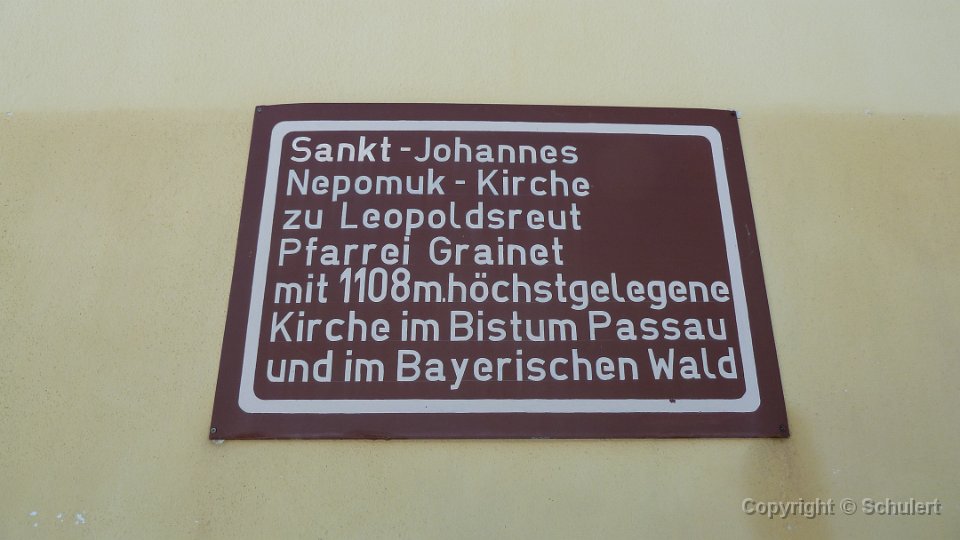 Sankt-Johannes
Nepomuk-Kirche
zu Leopoldsreut
Pfarrei Grainet
mit 1108m.höchstgelegene
Kirche im Bistum Passau
und im Bayerischen Wald
Copyright © Schulert